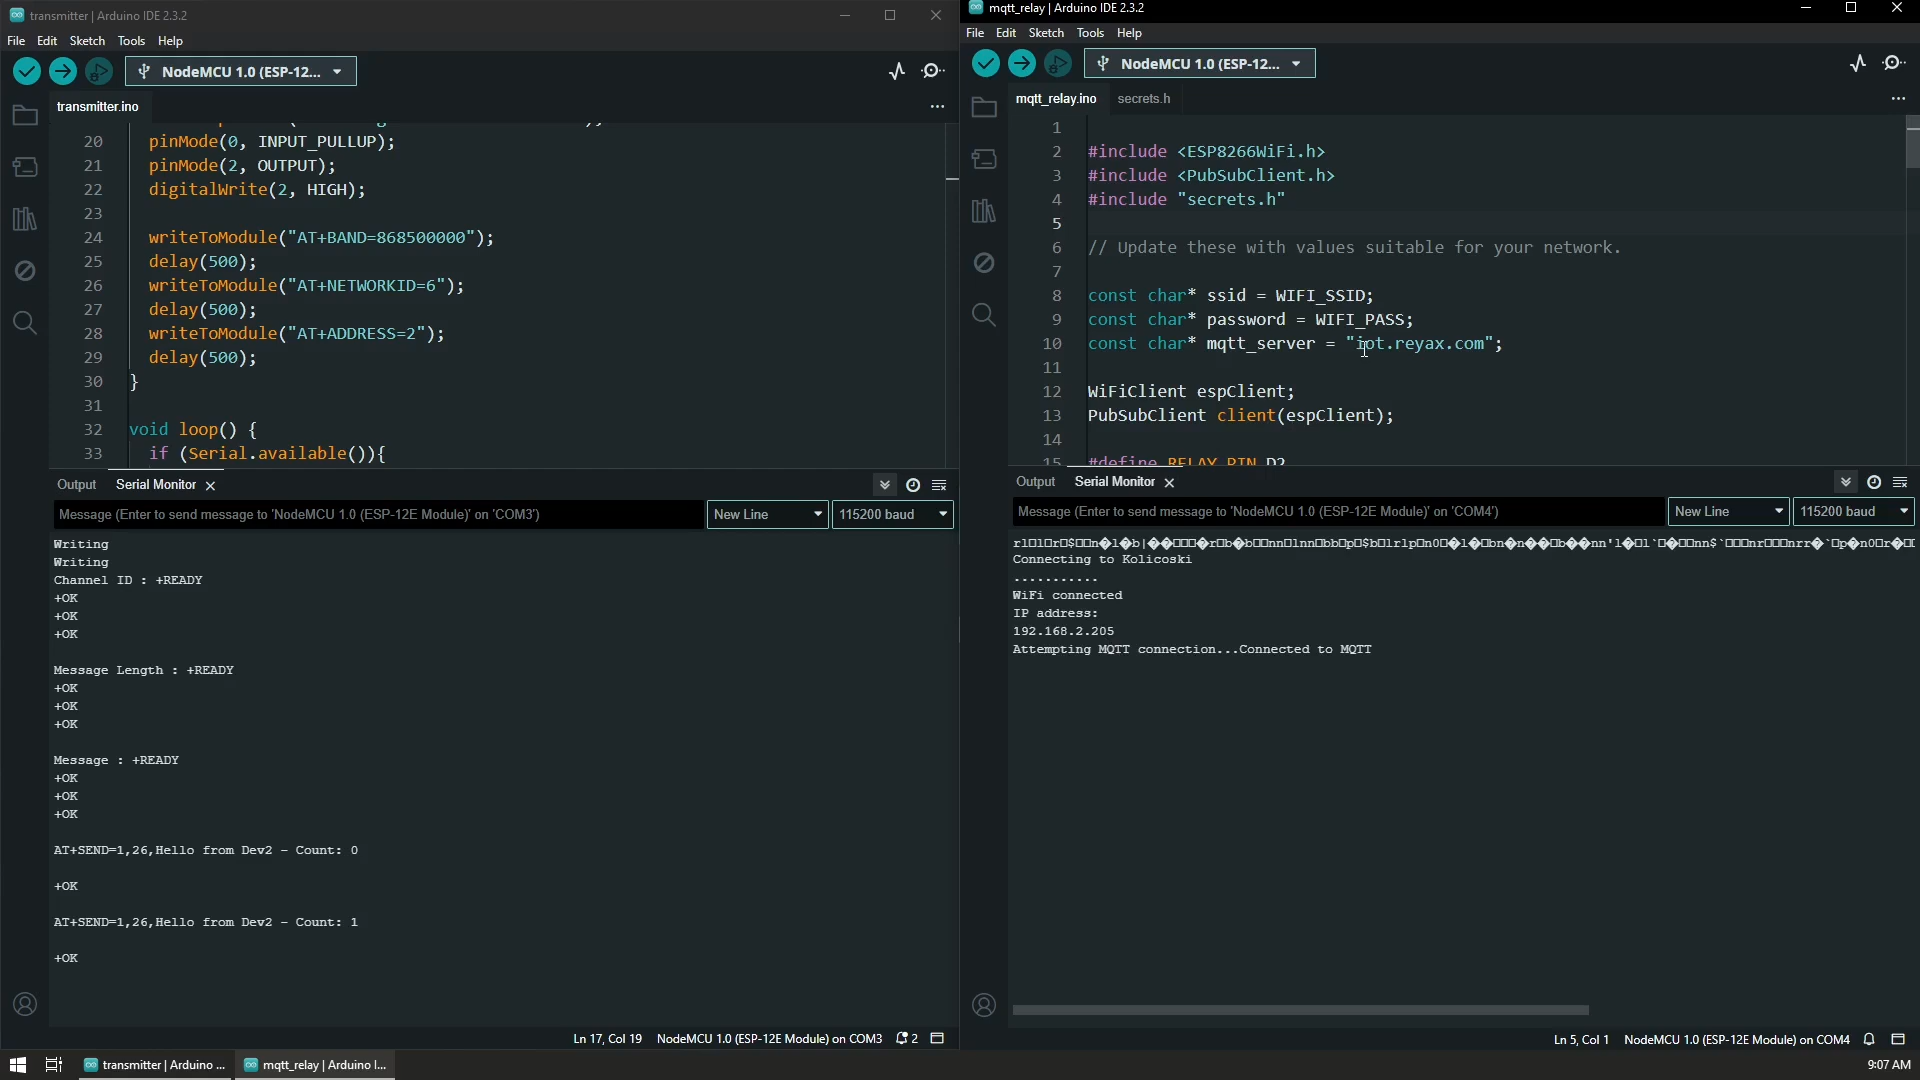 transmitter | Arduino IDE 2.3.2
File Edit Sketch Tools Help
NodeMCU 1.0 (ESP-12...
transmitter.ino
20 pinMode(0, INPUT_PULLUP);
21 pinMode(2, OUTPUT);
22 digitalWrite(2, HIGH);
23
24 writeToModule("AT+BAND=868500000");
25 delay(500);
26 writeToModule("AT+NETWORKID=6");
27 delay(500);
28 writeToModule("AT+ADDRESS=2");
29 delay(500);
30 }
31
32 void loop() {
33 if (Serial.available()){
Output Serial Monitor
Message (Enter to send message to 'NodeMCU 1.0 (ESP-12E Module)' on 'COM3')
New Line
115200 baud
Writing
Writing
Channel ID : +READY
+OK
+OK
+OK
Message Length : +READY
+OK
+OK
+OK
Message : +READY
+OK
+OK
+OK
AT+SEND=1,26,Hello from Dev2 - Count: 0
+OK
AT+SEND=1,26,Hello from Dev2 - Count: 1
+OK
Ln 17, Col 19 NodeMCU 1.0 (ESP-12E Module) on COM3 2
mqtt_relay | Arduino IDE 2.3.2
File Edit Sketch Tools Help
NodeMCU 1.0 (ESP-12...
mqtt_relay.ino secrets.h
1
2 #include <ESP8266WiFi.h>
3 #include <PubSubClient.h>
4 #include "secrets.h"
5
6 // Update these with values suitable for your network.
7
8 const char* ssid = WIFI_SSID;
9 const char* password = WIFI_PASS;
10 const char* mqtt_server = "iot.reyax.com";
11
12 WiFiClient espClient;
13 PubSubClient client(espClient);
14
15 #define RELAY_PIN D2
Output Serial Monitor
Message (Enter to send message to 'NodeMCU 1.0 (ESP-12E Module)' on 'COM4')
New Line
115200 baud
Connecting to Kolicoski
...........
WiFi connected
IP address:
192.168.2.205
Attempting MQTT connection...Connected to MQTT
Ln 5, Col 1 NodeMCU 1.0 (ESP-12E Module) on COM4
transmitter | Arduino ...
mqtt_relay | Arduino I...
9:07 AM